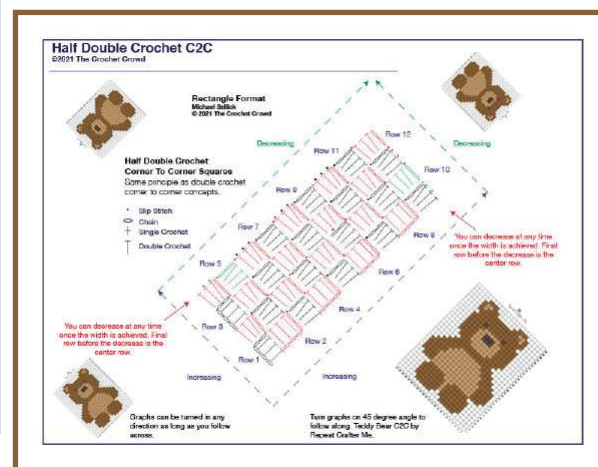 Half Double Crochet C2C
©2021 The Crochet Crowd
Rectangle Format
Michael Sellick
© 2021 The Crochet Crowd
Decreasing
Decreasing
Row 12
Row 11
Half Double Crochet
Corner To Corner Squares
Same principle as double crochet
corner to corner concepts.
Row 10
Row 9
Slip Stitch
Chain
Single Crochet
Double Crochet
Row 7
Row 8
You can decrease at any time
once the width is achieved. Final
row before the decrease is the
center row.
Row 5
Row 6
You can decrease at any time
once the width is achieved. Final
row before the decrease is the
center row.
Row 3
Row 4
Row 2
Row 1
Increasing
Increasing
Graphs can be turned in any
direction as long as you follow
across.
Turn graphs on 45 degree angle to
follow along. Teddy Bear C2C by
Repeat Crafter Me.